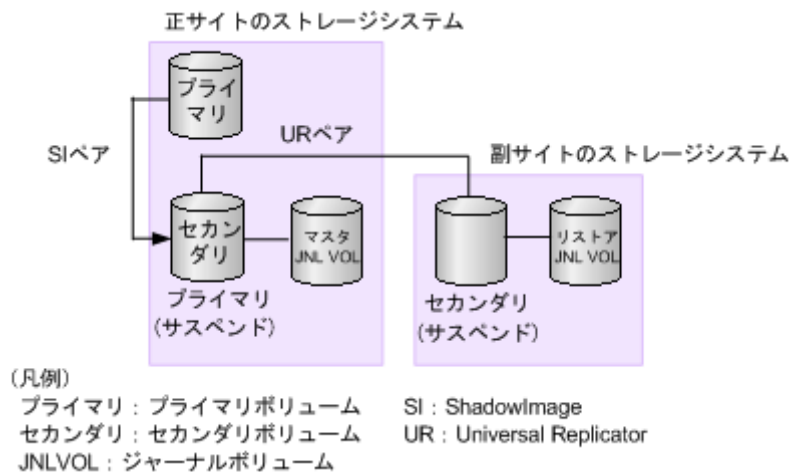 正サイトのストレージシステム
プライ
マリ
SIペア
URペア
副サイトのストレージシステム
セカン
ダリ
マスタ
JNL VOL
リストア
JNL VOL
プライマリ
(サスペンド)
セカンダリ
(サスペンド)
(凡例)
プライマリ：プライマリボリューム
SI：ShadowImage
セカンダリ：セカンダリボリューム
UR：Universal Replicator
JNLVOL：ジャーナルボリューム